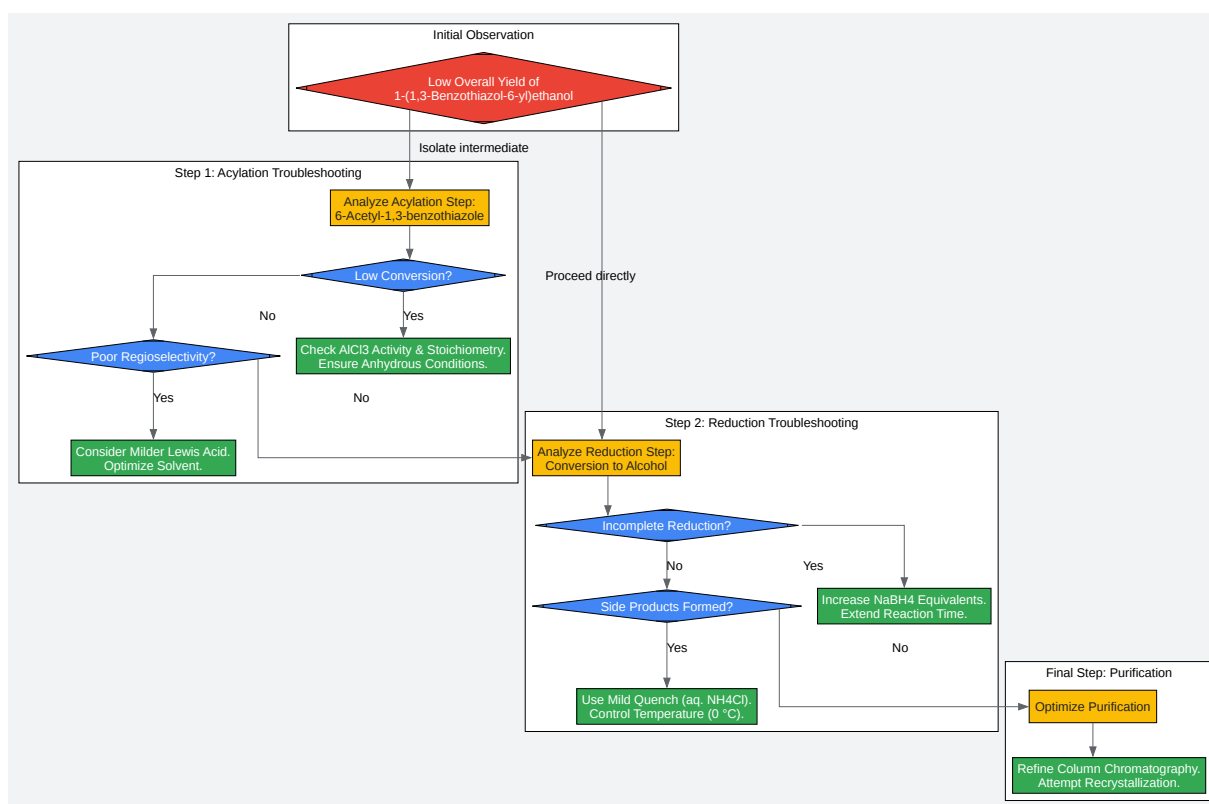 Initial Observation
Low Overall Yield of
1-(1,3-Benzothiazol-6-yl)ethanol
Isolate intermediate
Step 1: Acylation Troubleshooting
Analyze Acylation Step:
6-Acetyl-1,3-benzothiazole
Low Conversion?
Proceed directly
No
Yes
Check AlCl3 Activity & Stoichiometry.
Ensure Anhydrous Conditions.
Poor Regioselectivity?
Yes
No
Consider Milder Lewis Acid.
Optimize Solvent.
Step 2: Reduction Troubleshooting
Analyze Reduction Step:
Conversion to Alcohol
Incomplete Reduction?
No
Yes
Increase NaBH4 Equivalents.
Extend Reaction Time.
Side Products Formed?
Yes
No
Use Mild Quench (aq. NH4Cl).
Control Temperature (0 °C).
Final Step: Purification
Optimize Purification
Refine Column Chromatography.
Attempt Recrystallization.